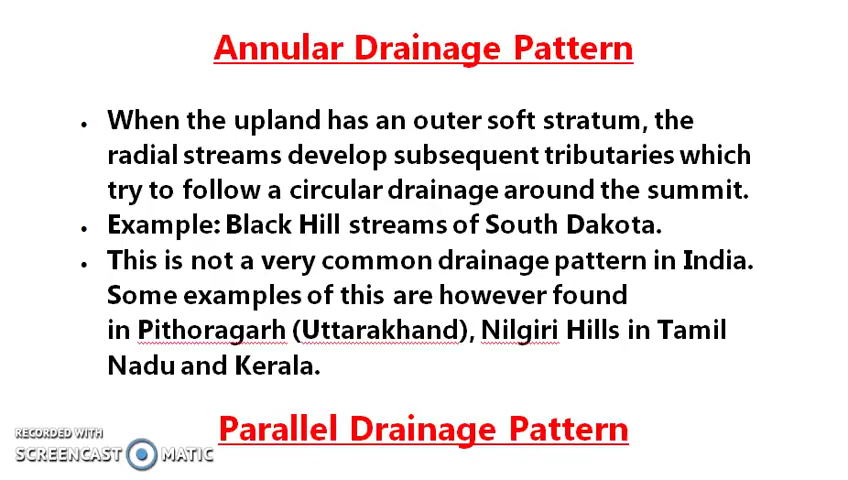 Annular Drainage Pattern
• When the upland has an outer soft stratum, the
radial streams develop subsequent tributaries which
try to follow a circular drainage around the summit.
• Example: Black Hill streams of South Dakota.
• This is not a very common drainage pattern in India.
Some examples of this are however found
in Pithoragarh (Uttarakhand), Nilgiri Hills in Tamil
Nadu and Kerala.
Parallel Drainage Pattern
RECORDED WITH
SCREENCAST MATIC